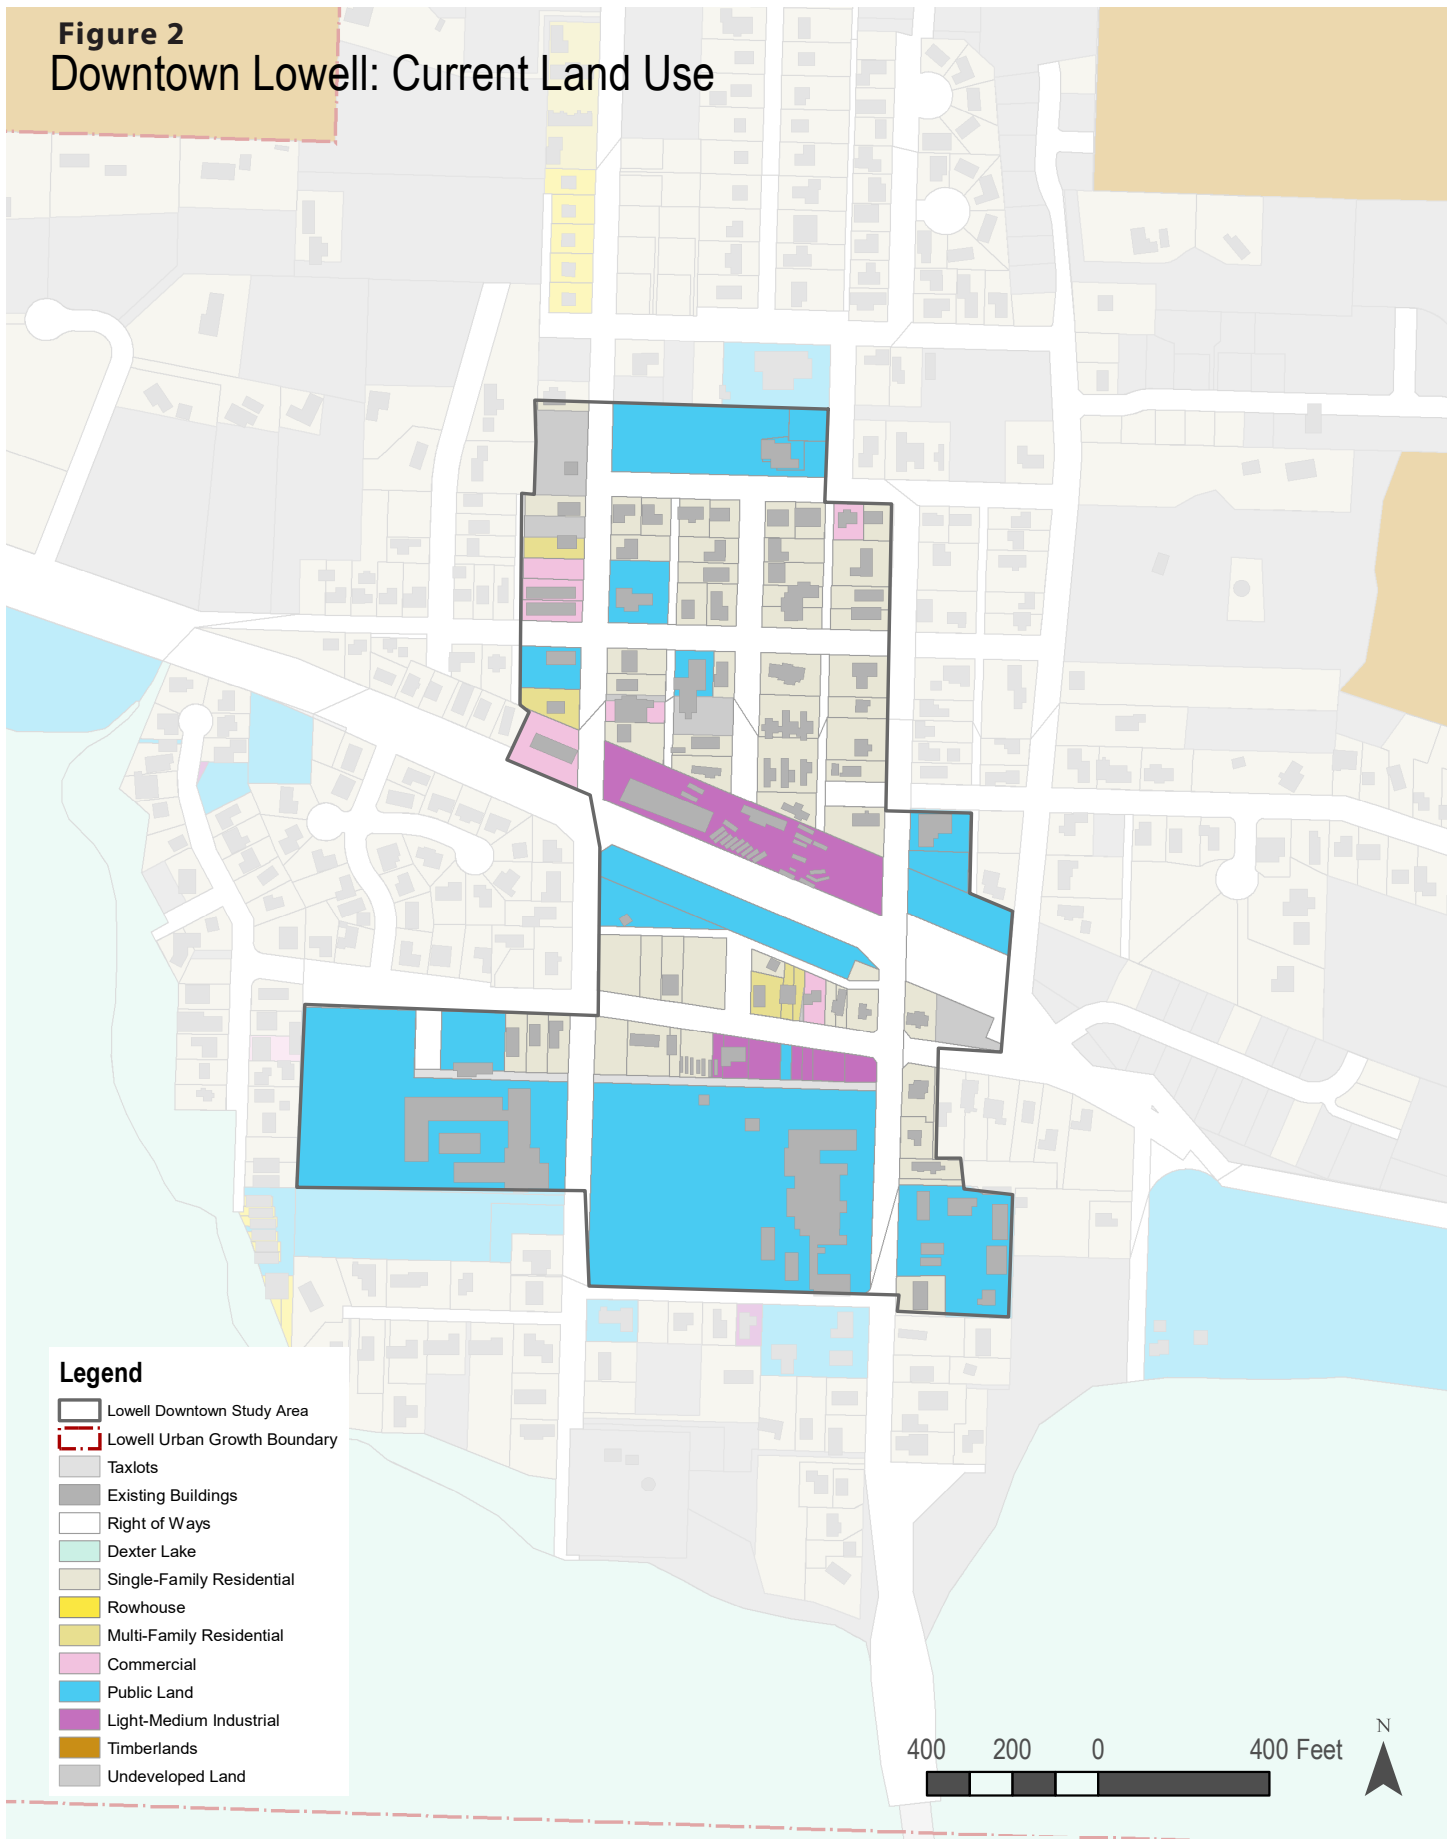 Figure 2
Downtown Lowell: Current Land Use
Legend
Lowell Downtown Study Area
Lowell Urban Growth Boundary
Taxlots
Existing Buildings
Right of Ways
Dexter Lake
Single-Family Residential
Rowhouse
Multi-Family Residential
Commercial
Public Land
Light-Medium Industrial
Timberlands
Undeveloped Land
400 200 0 400 Feet
N